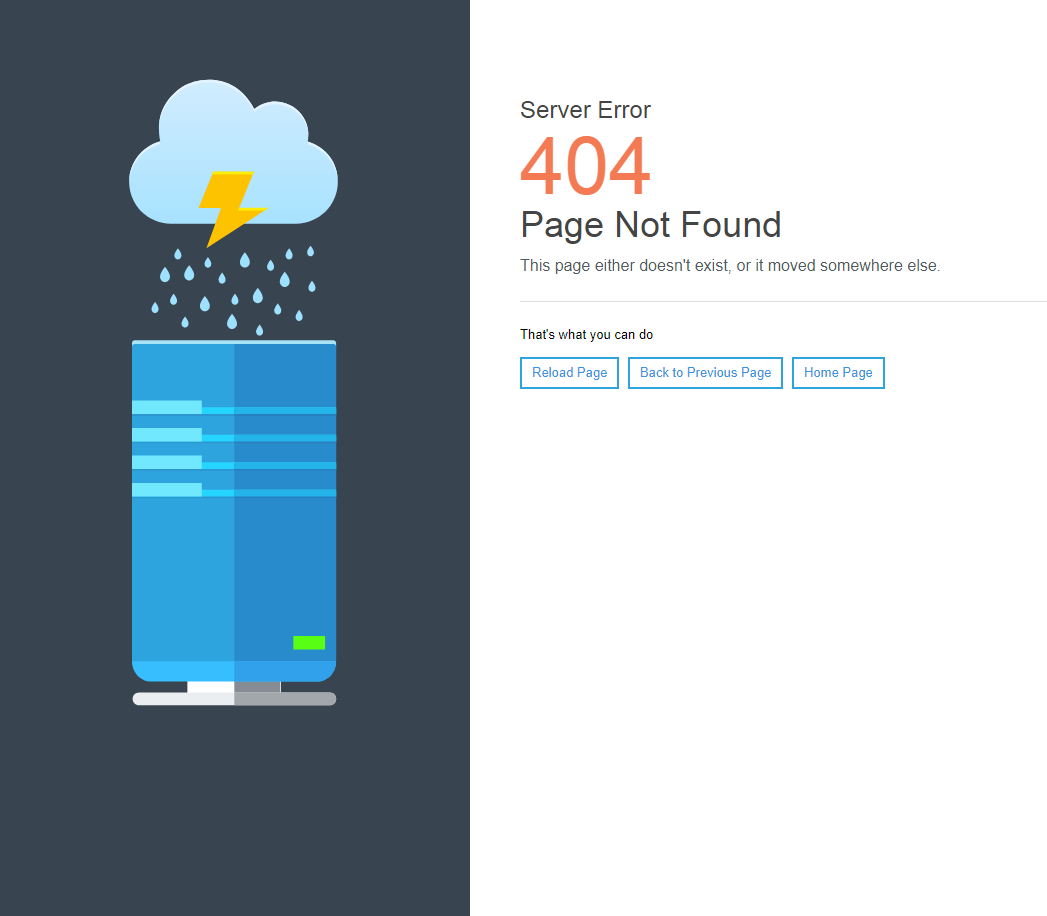 Server Error
404
Page Not Found
This page either doesn't exist, or it moved somewhere else.
That's what you can do
Reload Page Back to Previous Page Home Page